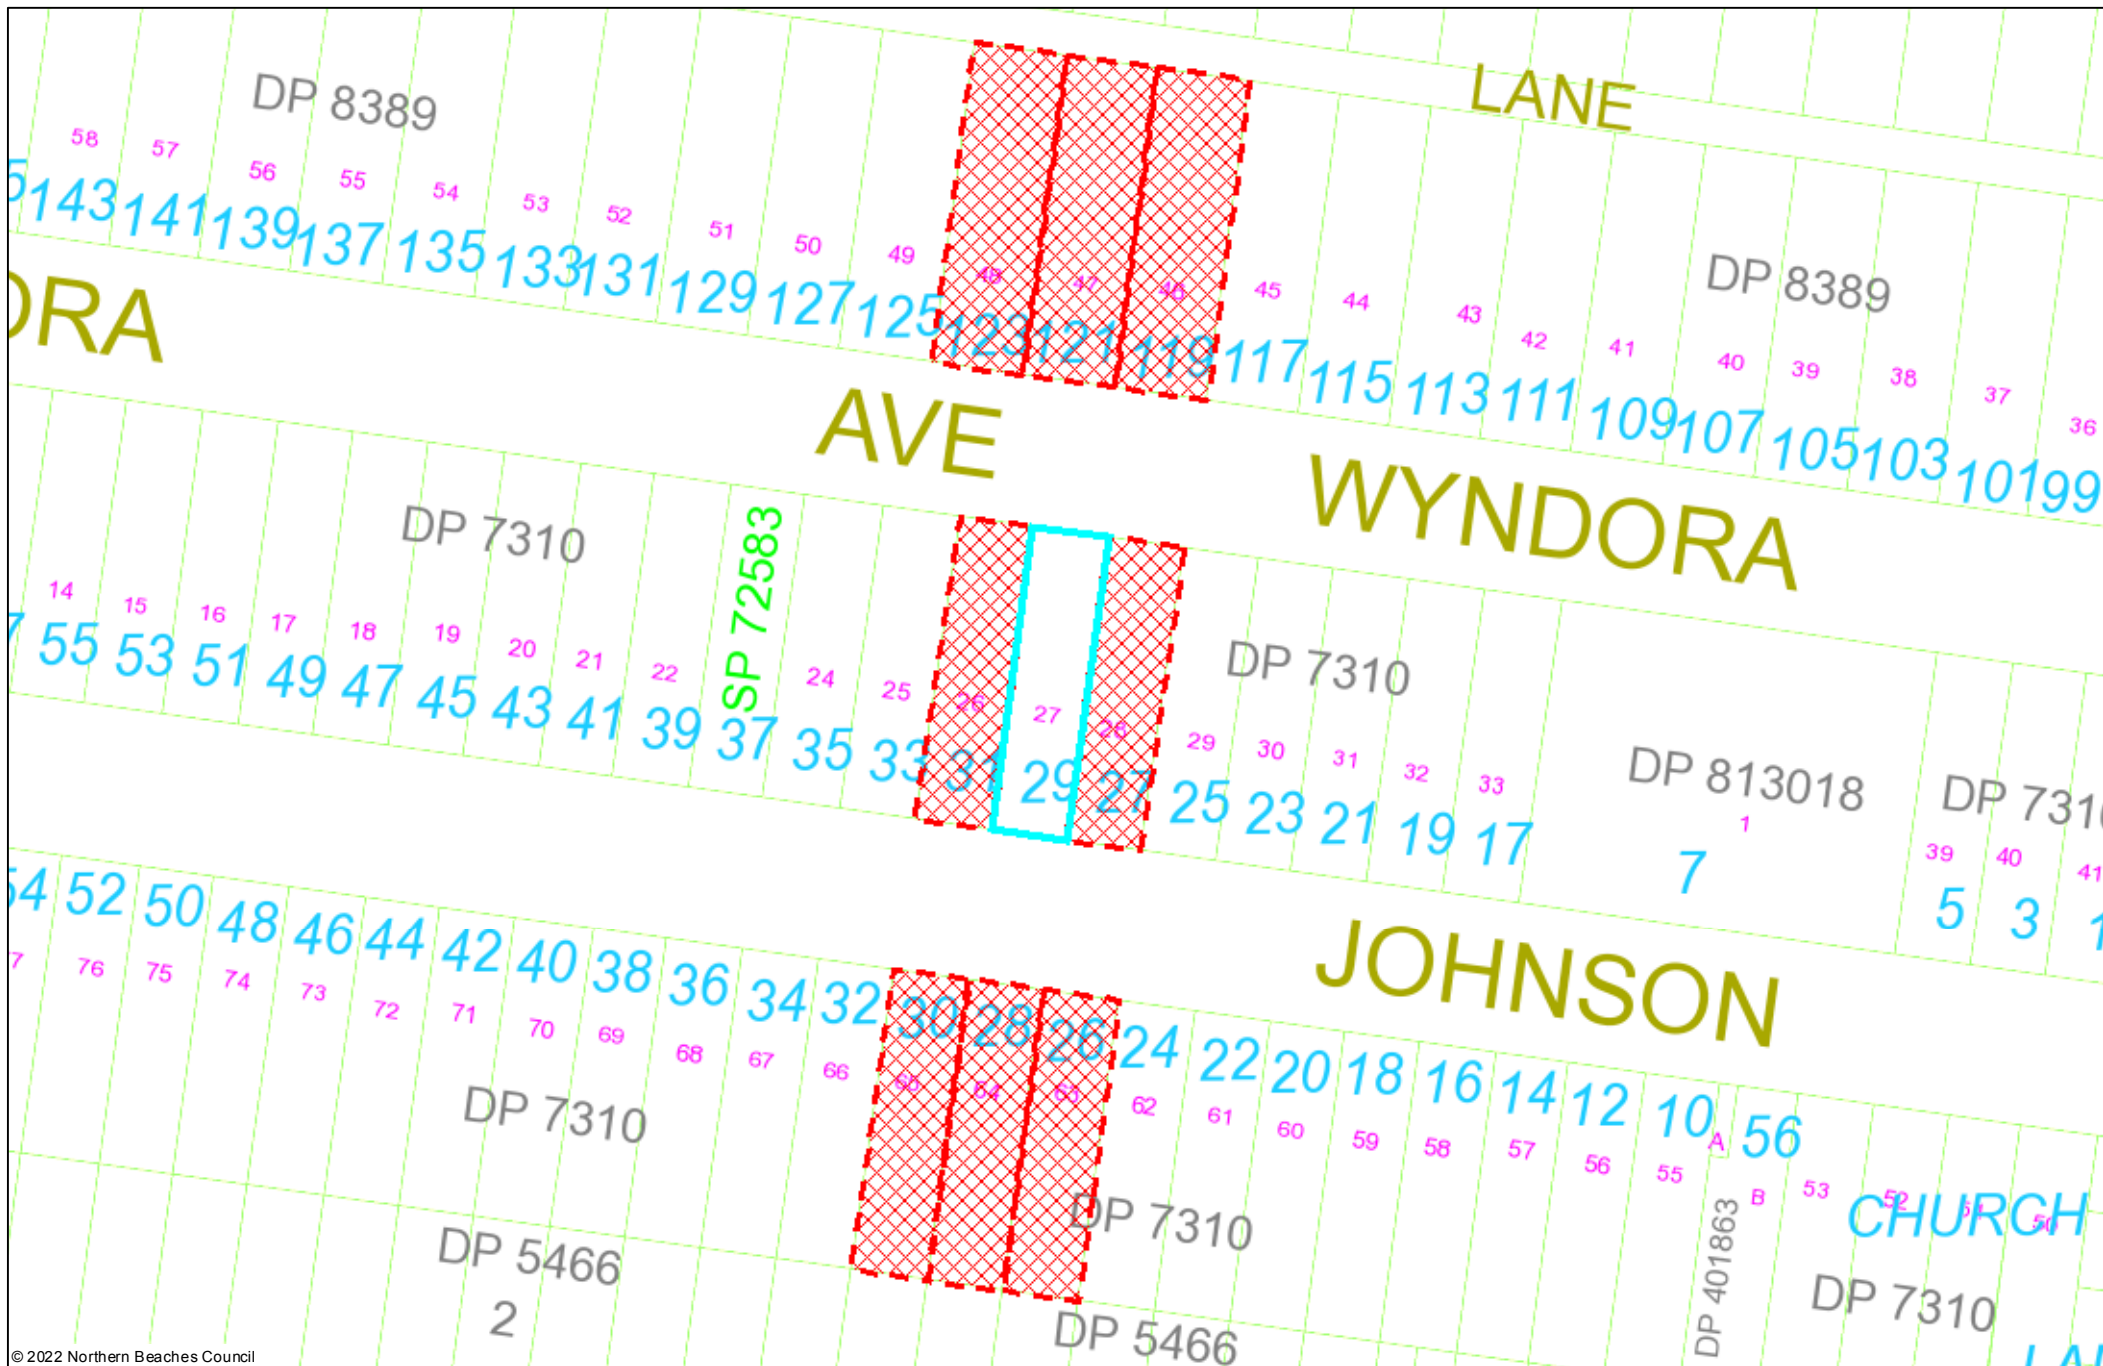 LANE
DP 8389
58 57 56 55 54 53 52 51 50 49 48 47 46 45 44 43 42 41 40 39 38 37 36
DP 8389
143 141 139 137 135 133 131 129 127 125 123 121 119 117 115 113 111 109 107 105 103 101 99
AVE
WYNDORA
DP 7310
SP 72583
DP 7310
DP 813018
14 15 16 17 18 19 20 21 22 24 25 26 27 28 29 30 31 32 33 1 39 40 41
55 53 51 49 47 45 43 41 39 37 35 33 31 29 27 25 23 21 19 17 7 5 3
JOHNSON
52 50 48 46 44 42 40 38 36 34 32 30 28 26 24 22 20 18 16 14 12 10 56
76 75 74 73 72 71 70 69 68 67 66 65 64 63 62 61 60 59 58 57 56 55 A B 53 52 51 50
CHURCH
DP 7310
DP 7310
DP 401863
DP 7310
DP 5466
2
DP 5466
© 2022 Northern Beaches Council